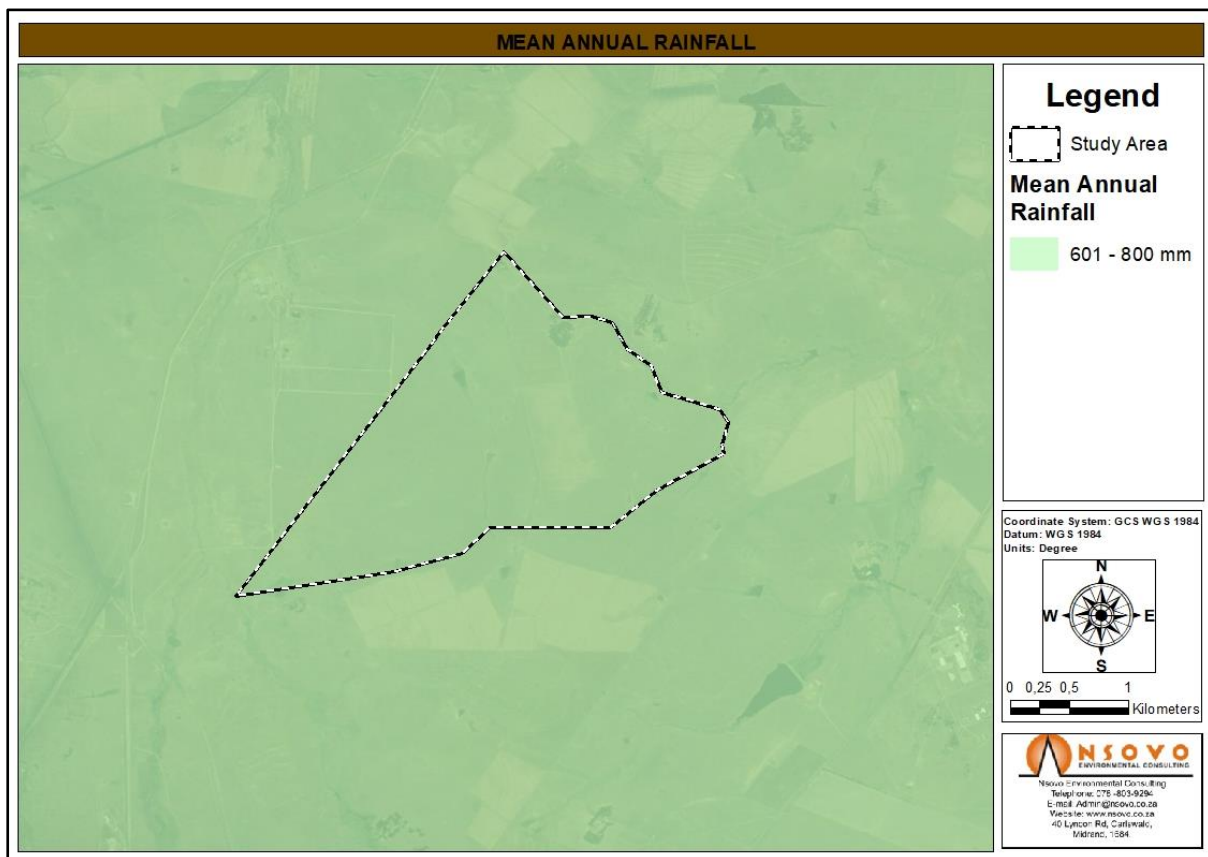 MEAN ANNUAL RAINFALL
Legend
Study Area
Mean Annual
Rainfall
601 - 800 mm
Coordinate System: GCS WGS 1984
Datum: WGS 1984
Units: Degree
N
W E
S
0 0,25 0,5 1
Kilometers
NSOVO
ENVIRONMENTAL CONSULTING
Nsovo Environmental Consulting
Telephone: 076 -803-9294
E-mail: Admin@nsovo.co.za
Website: www.nsovo.co.za
40 Lyncon Rd, Carlswald,
Midrand, 1684